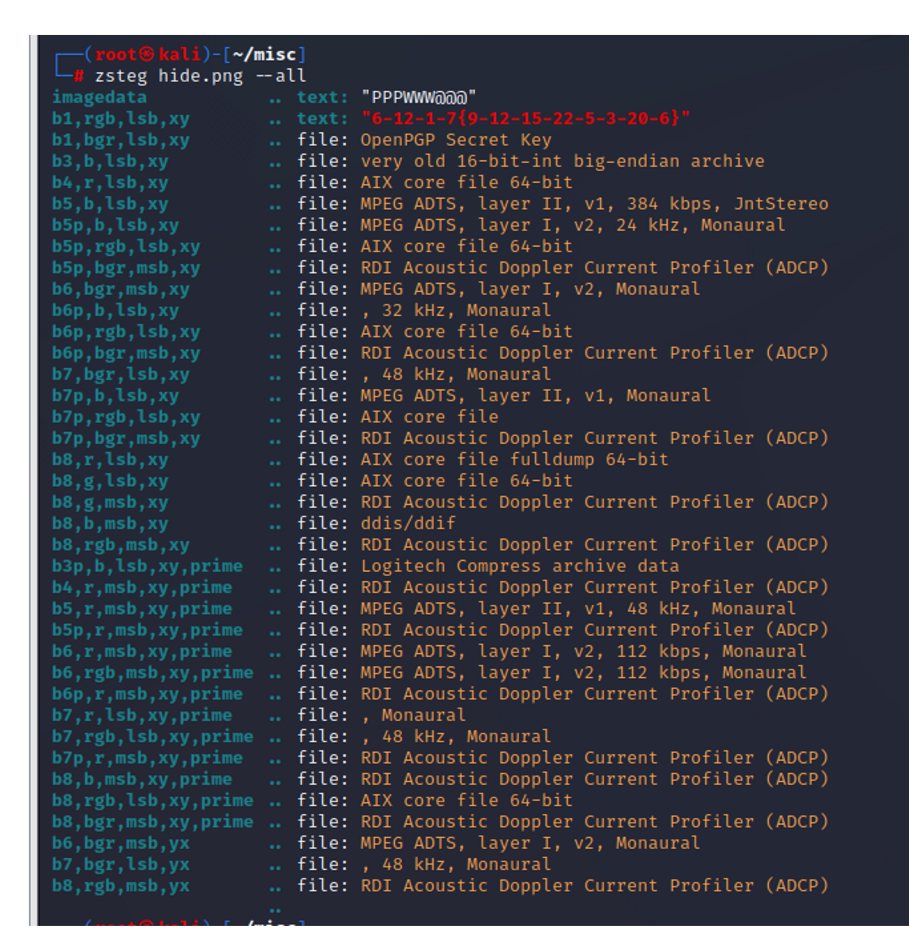 (root㉿kali)-[~/misc]
# zsteg hide.png --all
imagedata .. text: "PPPWWW@@@"
b1,rgb,lsb,xy .. text: "6-12-1-7{9-12-15-22-5-3-20-6}"
b1,bgr,lsb,xy .. file: OpenPGP Secret Key
b3,b,lsb,xy .. file: very old 16-bit-int big-endian archive
b4,r,lsb,xy .. file: AIX core file 64-bit
b5,b,lsb,xy .. file: MPEG ADTS, layer II, v1, 384 kbps, JntStereo
b5p,b,lsb,xy .. file: MPEG ADTS, layer I, v2, 24 kHz, Monaural
b5p,rgb,lsb,xy .. file: AIX core file 64-bit
b5p,bgr,msb,xy .. file: RDI Acoustic Doppler Current Profiler (ADCP)
b6,bgr,msb,xy .. file: MPEG ADTS, layer I, v2, Monaural
b6p,b,lsb,xy .. file: , 32 kHz, Monaural
b6p,rgb,lsb,xy .. file: AIX core file 64-bit
b6p,bgr,msb,xy .. file: RDI Acoustic Doppler Current Profiler (ADCP)
b7,bgr,lsb,xy .. file: , 48 kHz, Monaural
b7p,b,lsb,xy .. file: MPEG ADTS, layer II, v1, Monaural
b7p,rgb,lsb,xy .. file: AIX core file
b7p,bgr,msb,xy .. file: RDI Acoustic Doppler Current Profiler (ADCP)
b8,r,lsb,xy .. file: AIX core file fulldump 64-bit
b8,g,lsb,xy .. file: AIX core file 64-bit
b8,g,msb,xy .. file: RDI Acoustic Doppler Current Profiler (ADCP)
b8,b,msb,xy .. file: ddis/ddif
b8,rgb,msb,xy .. file: RDI Acoustic Doppler Current Profiler (ADCP)
b3p,b,lsb,xy,prime .. file: Logitech Compress archive data
b4,r,msb,xy,prime .. file: RDI Acoustic Doppler Current Profiler (ADCP)
b5,r,msb,xy,prime .. file: MPEG ADTS, layer II, v1, 48 kHz, Monaural
b5p,r,msb,xy,prime .. file: RDI Acoustic Doppler Current Profiler (ADCP)
b6,r,msb,xy,prime .. file: MPEG ADTS, layer I, v2, 112 kbps, Monaural
b6,rgb,msb,xy,prime .. file: MPEG ADTS, layer I, v2, 112 kbps, Monaural
b6p,r,msb,xy,prime .. file: RDI Acoustic Doppler Current Profiler (ADCP)
b7,r,lsb,xy,prime .. file: , Monaural
b7,rgb,lsb,xy,prime .. file: , 48 kHz, Monaural
b7p,r,msb,xy,prime .. file: RDI Acoustic Doppler Current Profiler (ADCP)
b8,b,msb,xy,prime .. file: RDI Acoustic Doppler Current Profiler (ADCP)
b8,rgb,lsb,xy,prime .. file: AIX core file 64-bit
b8,bgr,msb,xy,prime .. file: RDI Acoustic Doppler Current Profiler (ADCP)
b6,bgr,msb,yx .. file: MPEG ADTS, layer I, v2, Monaural
b7,bgr,lsb,yx .. file: , 48 kHz, Monaural
b8,rgb,msb,yx .. file: RDI Acoustic Doppler Current Profiler (ADCP)
..
(root㉿kali)-[~/misc]